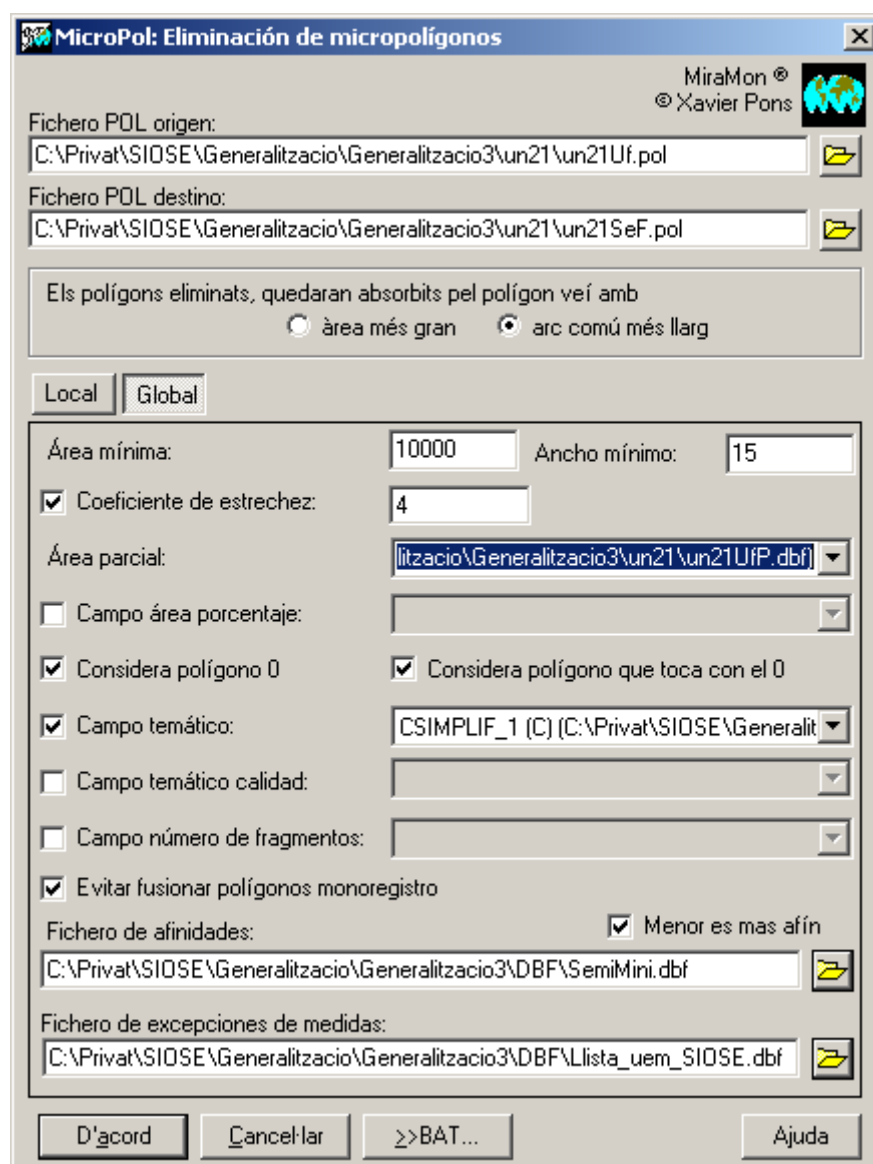 MicroPol: Eliminación de micropolígonos
MiraMon ®
© Xavier Pons
Fichero POL origen:
C:\Privat\SIOSE\Generalitzacio\Generalitzacio3\un21\un21Uf.pol
Fichero POL destino:
C:\Privat\SIOSE\Generalitzacio\Generalitzacio3\un21\un21SeF.pol
Els polígons eliminats, quedaran absorbits pel polígon veí amb
àrea més gran arc comú més llarg
Local Global
Área mínima: 10000 Ancho mínimo: 15
Coeficiente de estrechez: 4
Área parcial: litzacio\Generalitzacio3\un21\un21UfP.dbf)
Campo área porcentaje:
Considera polígono 0 Considera polígono que toca con el 0
Campo temático: CSIMPLIF_1 (C) (C:\Privat\SIOSE\Generalit
Campo temático calidad:
Campo número de fragmentos:
Evitar fusionar polígonos monoregistro
Fichero de afinidades: Menor es mas afín
C:\Privat\SIOSE\Generalitzacio\Generalitzacio3\DBF\SemiMini.dbf
Fichero de excepciones de medidas:
C:\Privat\SIOSE\Generalitzacio\Generalitzacio3\DBF\Llista_uem_SIOSE.dbf
D'acord Cancel·lar >>BAT... Ajuda